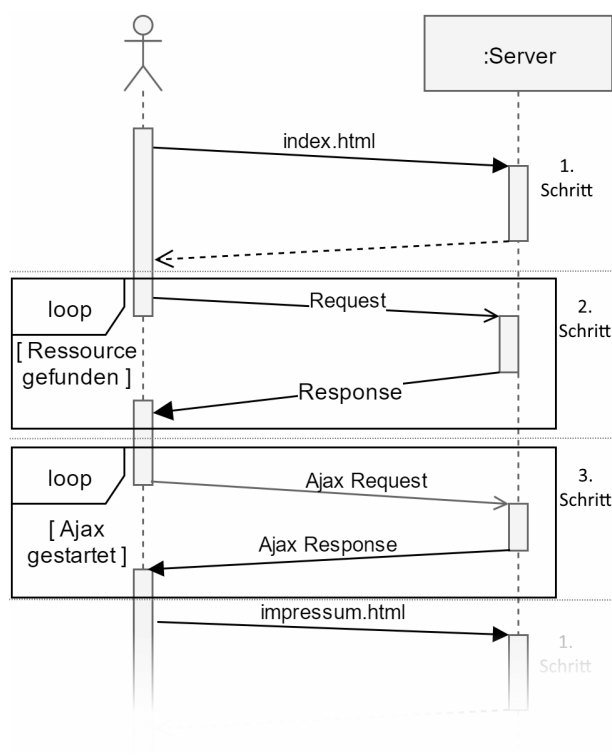 :Server
index.html
1.
Schritt
loop
Request
2.
Schritt
[ Ressource
gefunden ]
Response
loop
Ajax Request
3.
Schritt
[ Ajax
gestartet ]
Ajax Response
impressum.html
1.
Schritt